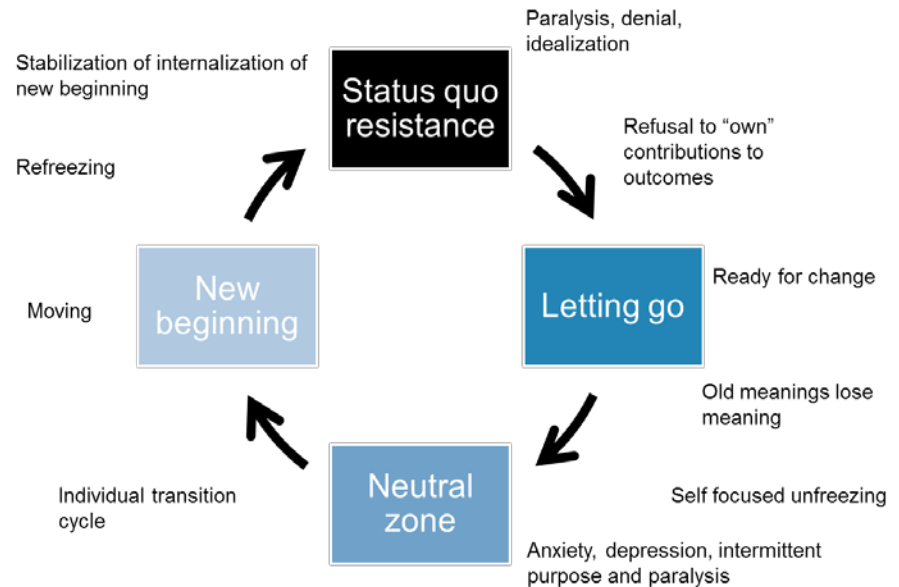 Paralysis, denial,
idealization
Stabilization of internalization of
new beginning
Status quo
resistance
Refusal to “own”
contributions to
outcomes
Refreezing
Ready for change
New
beginning
Letting go
Moving
Old meanings lose
meaning
Neutral
zone
Individual transition
cycle
Self focused unfreezing
Anxiety, depression, intermittent
purpose and paralysis